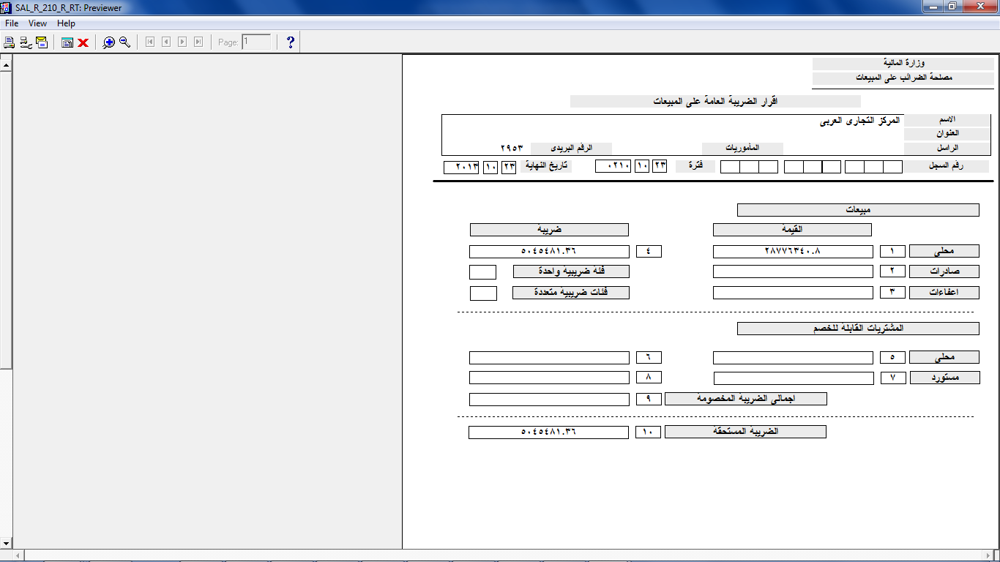 SAL_R_210_R_RT: Previewer
File View Help
Page: 1
وزارة المالية
مصلحة الضرائب على المبيعات
اقرار الضريبة العامة على المبيعات
الاسم المركز التجارى العربى
العنوان
الراسل المأموريات الرقم البريدى ٢٩٥٣
رقم السجل فترة ٢٣ ١٠ ٠٢١٠ تاريخ النهاية ٢٣ ١٠ ٢٠١٣
مبيعات
القيمة ضريبة
محلى ١ ٢٨٧٧٦٣٤٠.٨ ٤ ٥٠٤٥٤٨١.٣٦
صادرات ٢ فئة ضريبية واحدة
اعفاءات ٣ فئات ضريبية متعددة
المشتريات القابلة للخصم
محلى ٥ ٦
مستورد ٧ ٨
اجمالى الضريبة المخصومة ٩
الضريبة المستحقة ١٠ ٥٠٤٥٤٨١.٣٦